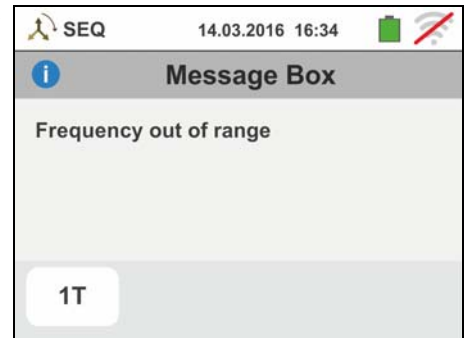 SEQ 14.03.2016 16:34
i Message Box
Frequency out of range
1T